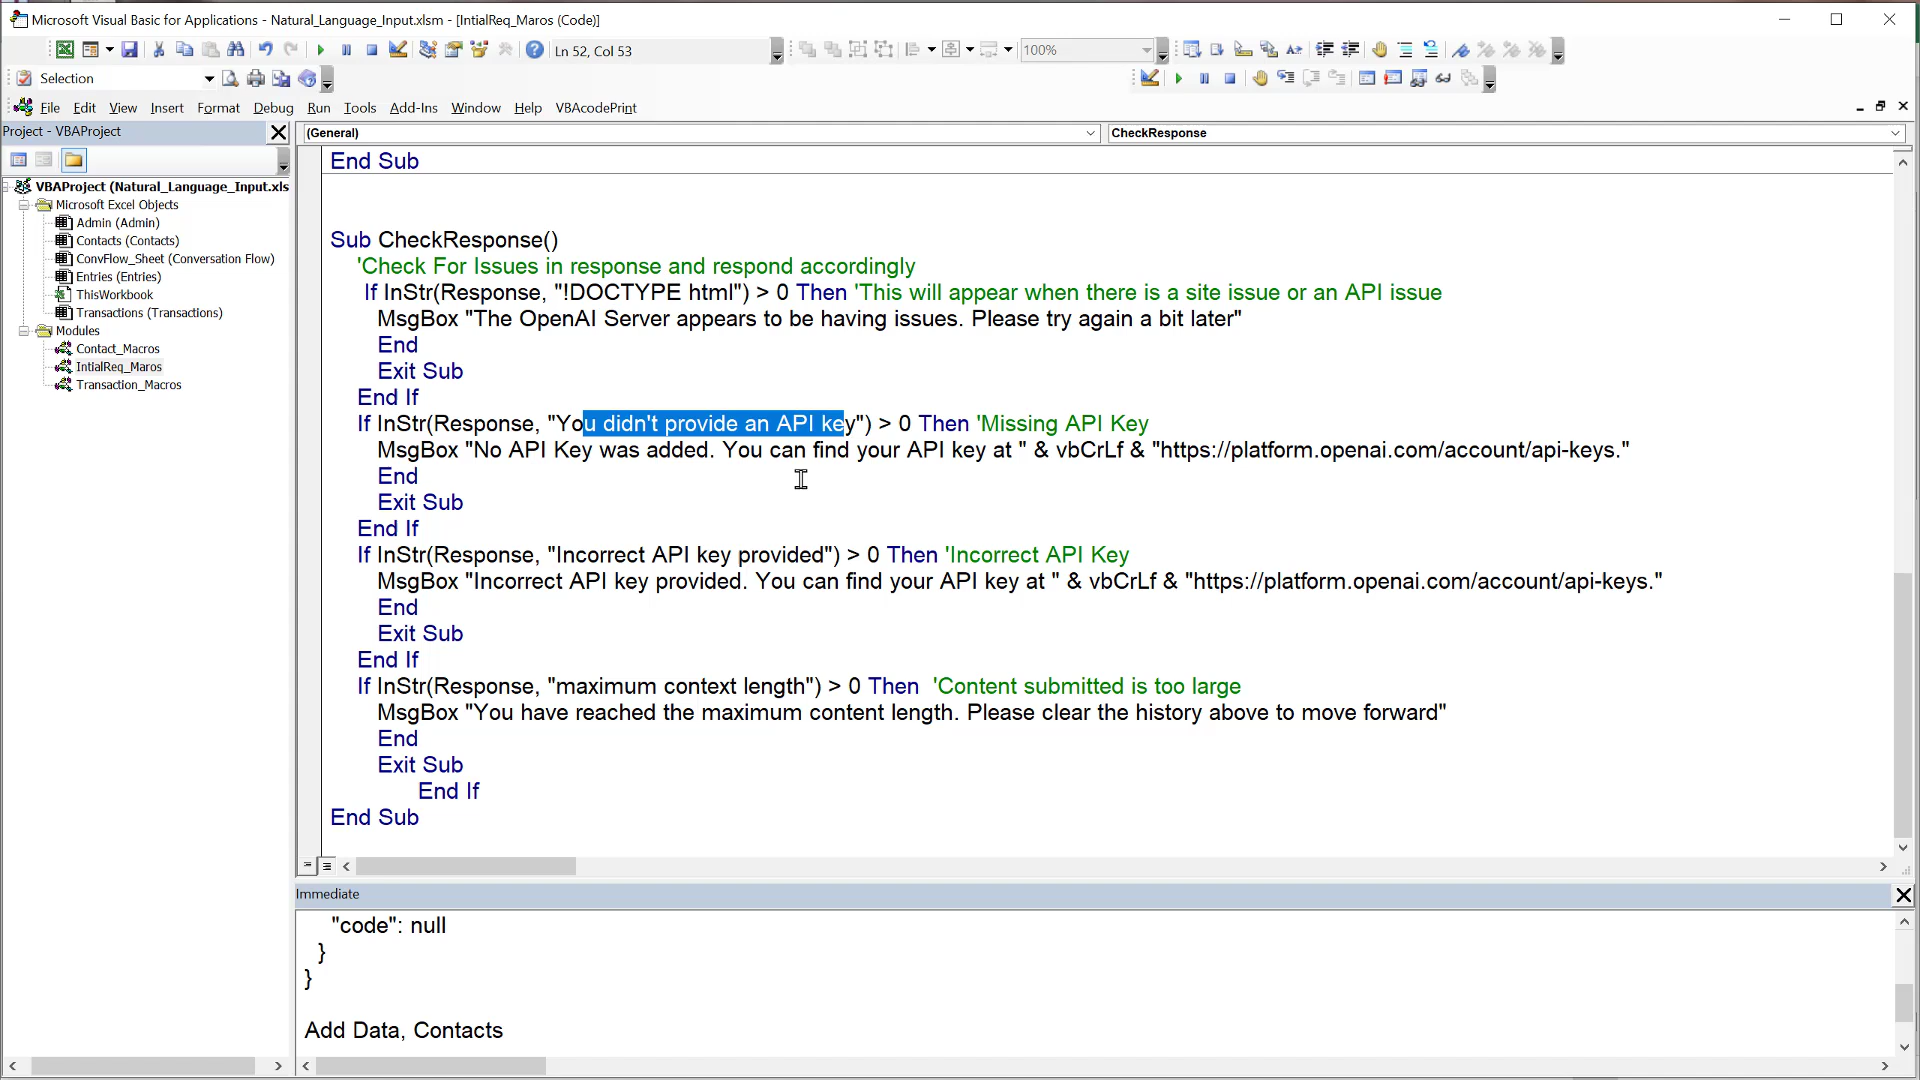 Microsoft Visual Basic for Applications - Natural_Language_Input.xlsm - [IntialReq_Maros (Code)]
Ln 52, Col 53
100%
Selection
File Edit View Insert Format Debug Run Tools Add-Ins Window Help VBAcodePrint
Project - VBAProject
(General)
CheckResponse
VBAProject (Natural_Language_Input.xls
Microsoft Excel Objects
Admin (Admin)
Contacts (Contacts)
ConvFlow_Sheet (Conversation Flow)
Entries (Entries)
ThisWorkbook
Transactions (Transactions)
Modules
Contact_Macros
IntialReq_Maros
Transaction_Macros
End Sub
Sub CheckResponse()
'Check For Issues in response and respond accordingly
If InStr(Response, "!DOCTYPE html") > 0 Then 'This will appear when there is a site issue or an API issue
MsgBox "The OpenAI Server appears to be having issues. Please try again a bit later"
End
Exit Sub
End If
If InStr(Response, "You didn't provide an API key") > 0 Then 'Missing API Key
MsgBox "No API Key was added. You can find your API key at " & vbCrLf & "https://platform.openai.com/account/api-keys."
End
Exit Sub
End If
If InStr(Response, "Incorrect API key provided") > 0 Then 'Incorrect API Key
MsgBox "Incorrect API key provided. You can find your API key at " & vbCrLf & "https://platform.openai.com/account/api-keys."
End
Exit Sub
End If
If InStr(Response, "maximum context length") > 0 Then  'Content submitted is too large
MsgBox "You have reached the maximum content length. Please clear the history above to move forward"
End
Exit Sub
End If
End Sub
Immediate
"code": null
}
}
Add Data, Contacts